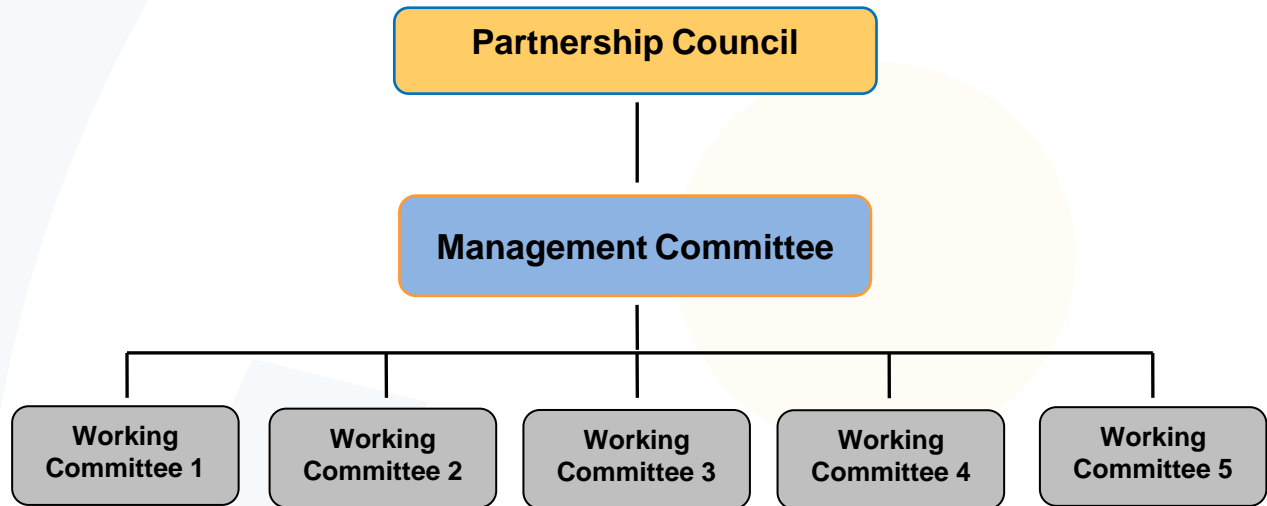 Partnership Council
Management Committee
Working
Committee 1
Working
Committee 2
Working
Committee 3
Working
Committee 4
Working
Committee 5